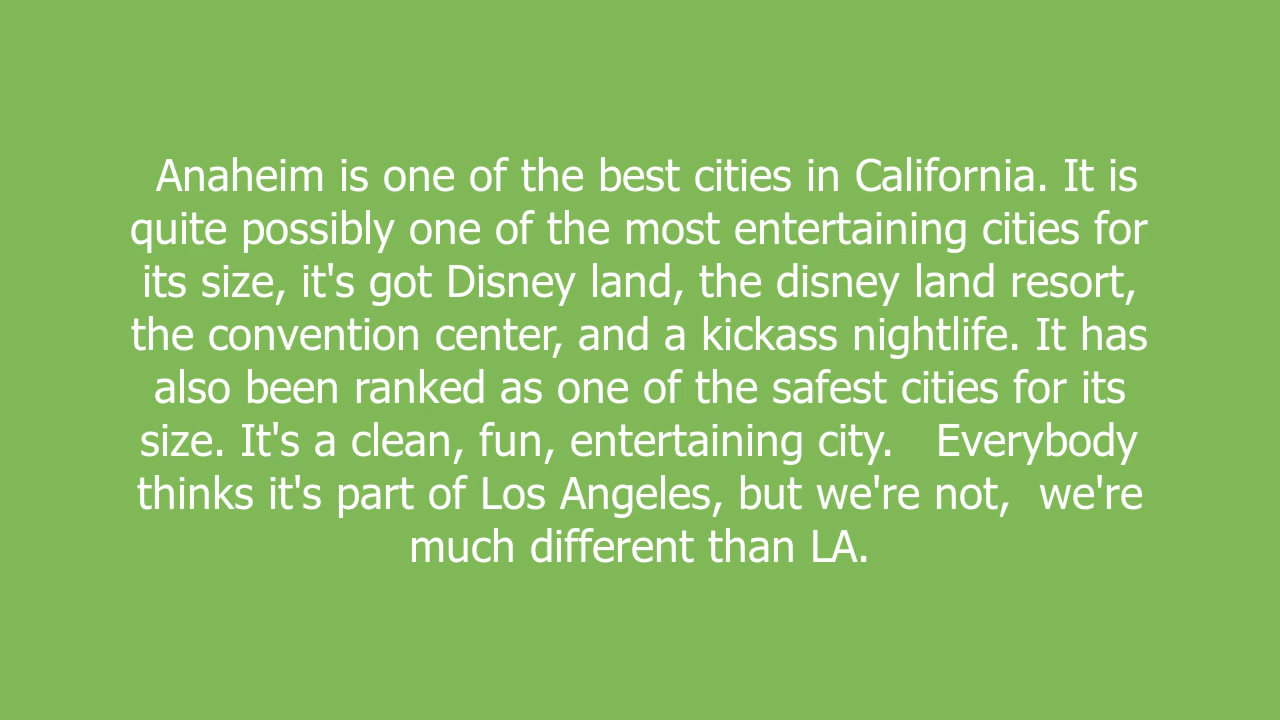 Anaheim is one of the best cities in California. It is
quite possibly one of the most entertaining cities for
its size, it's got Disney land, the disney land resort,
the convention center, and a kickass nightlife. It has
also been ranked as one of the safest cities for its
size. It's a clean, fun, entertaining city.   Everybody
thinks it's part of Los Angeles, but we're not,  we're
much different than LA.